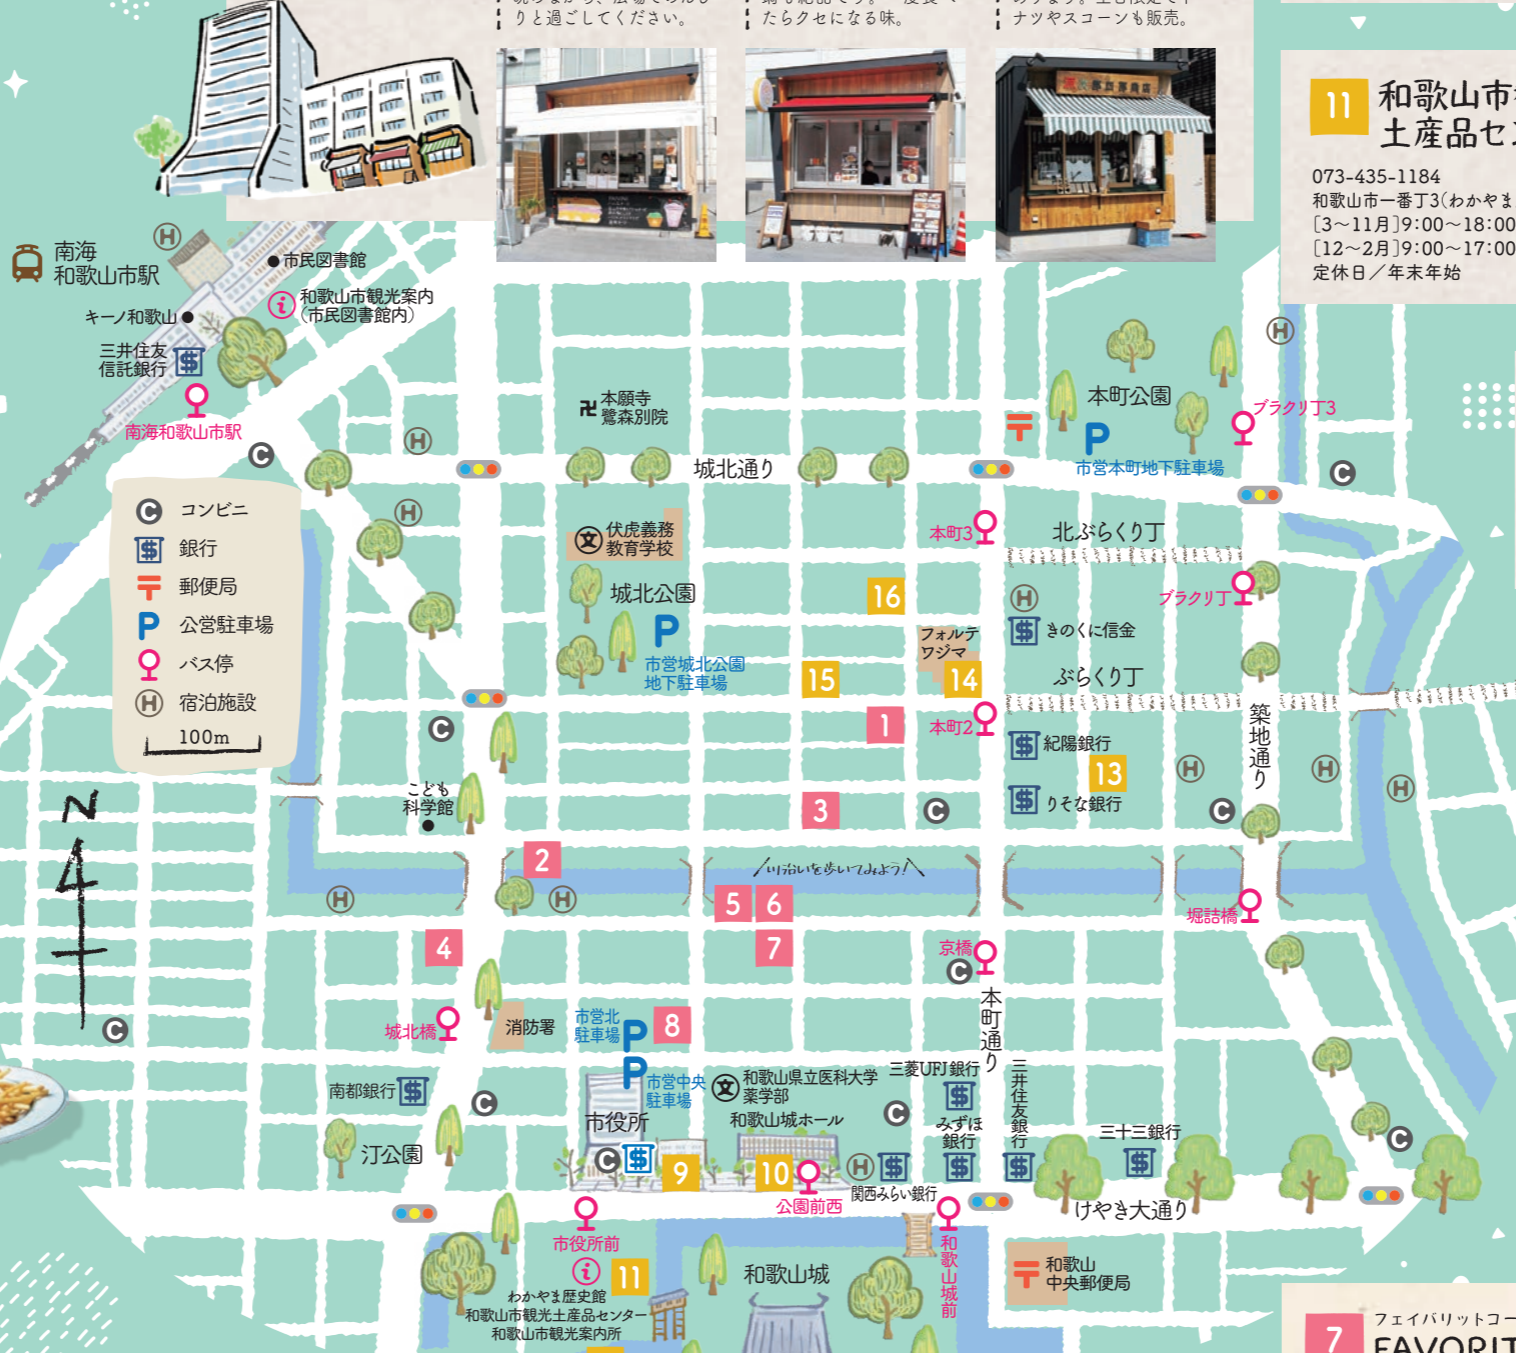 りと過ごしてください。
たらクセになる味。
ナツやスコーンも販売。
11
和歌山市
土産品セ
073-435-1184
和歌山市一番丁3(わかやま
[3〜11月]9:00〜18:00
[12〜2月]9:00〜17:00
定休日／年末年始
南海
和歌山市駅
H
市民図書館
i
和歌山市観光案内
(市民図書館内)
キーノ和歌山
三井住友
信託銀行
$
南海和歌山市駅
C
H
H
本願寺
鷺森別院
城北通り
本町公園
P
市営本町地下駐車場
ブラクリ丁3
H
C
C
コンビニ
$
銀行
〒
郵便局
P
公営駐車場
バス停
H
宿泊施設
100m
N
文
伏虎義務
教育学校
城北公園
P
市営城北公園
地下駐車場
本町3
北ぶらくり丁
ブラクリ丁
16
H
$
きのくに信金
フォルテ
ワジマ
14
15
ぶらくり丁
1
本町2
$
紀陽銀行
13
$
りそな銀行
築地通り
H
H
H
C
C
こども
科学館
3
C
2
川沿いを歩いてみよう!
H
H
5
6
7
4
堀詰橋
京橋
C
本町通り
C
城北橋
消防署
市営北
駐車場
P
8
P
市営中央
駐車場
文
和歌山県立医科大学
薬学部
三菱UFJ銀行
$
三井住友銀行
$
南都銀行
$
C
市役所
C
$
9
和歌山城ホール
10
C
みずほ
銀行
$
三十三銀行
$
C
汀公園
H
$
関西みらい銀行
公園前西
けやき大通り
市役所前
i
11
わかやま歴史館
和歌山市観光土産品センター
和歌山市観光案内所
和歌山城
和歌山城前
〒
和歌山
中央郵便局
7
フェイバリットコー
FAVORIT